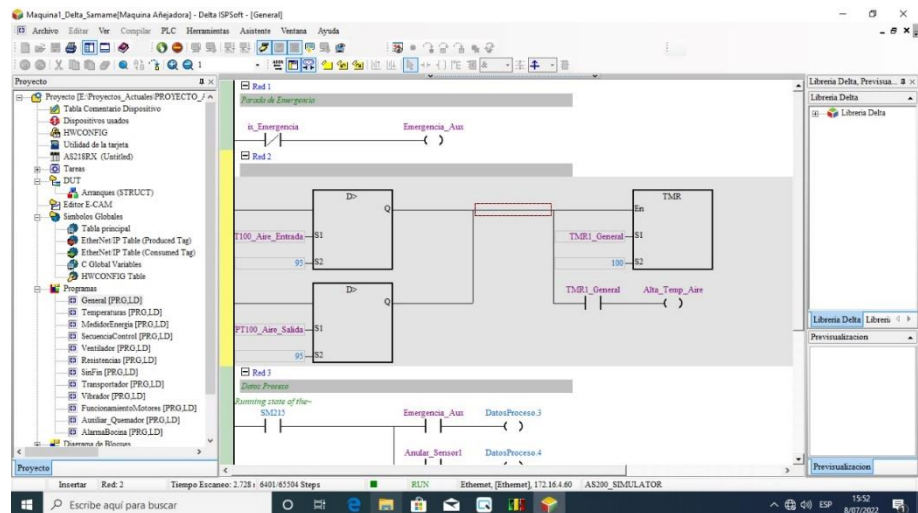 Maquina1_Delta_Samame[Maquina Añejadora] - Delta ISPSoft - [General]
Archivo Editar Ver Compilar PLC Herramientas Asistente Ventana Ayuda
1
Proyecto
Proyecto [E:\Proyectos_Actuales\PROYECTO_
Tabla Comentario Dispositivo
Dispositivos usados
HWCONFIG
Utilidad de la tarjeta
AS218RX (Untitled)
Tareas
DUT
Arranques (STRUCT)
Editor E-CAM
Simbolos Globales
Tabla principal
EtherNet/IP Table (Produced Tag)
EtherNet/IP Table (Consumed Tag)
C Global Variables
HWCONFIG Table
Programas
General [PRG,LD]
Temperaturas [PRG,LD]
MedidorEnergia [PRG,LD]
SecuenciaControl [PRG,LD]
Ventilador [PRG,LD]
Resistencias [PRG,LD]
SinFin [PRG,LD]
Transportador [PRG,LD]
Vibrador [PRG,LD]
FuncionamientoMotores [PRG,LD]
Auxiliar_Quemador [PRG,LD]
AlarmaBocina [PRG,LD]
Diagrama de Bloques
Proyecto
Red 1
Parada de Emergencia
is_Emergencia Emergencia_Aux
Red 2
D> TMR
Q En
T100_Aire_Entrada S1 TMR1_General S1
95 S2 100 S2
D> TMR1_General Alta_Temp_Aire
Q
PT100_Aire_Salida S1
95 S2
Red 3
Datos Proceso
Running state of the~
SM215 Emergencia_Aux DatosProceso.3
Anular_Sensor1 DatosProceso.4
Libreria Delta, Previsua...
Libreria Delta
Libreria Delta
Libreria Delta Libreri
Previsualizacion
Previsualizacion
Insertar Red: 2 Tiempo Escaneo: 2.728 6401/65504 Steps RUN Ethernet, [Ethernet], 172.16.4.60 AS200_SIMULATOR
Escribe aquí para buscar
ESP
15:52
8/07/2022